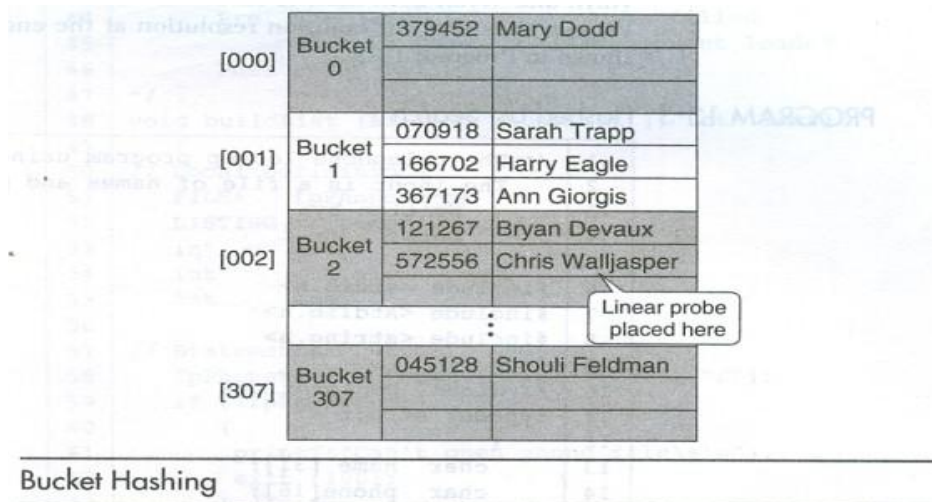 379452 Mary Dodd
[000] Bucket 0
070918 Sarah Trapp
[001] Bucket 1
166702 Harry Eagle
367173 Ann Giorgis
121267 Bryan Devaux
[002] Bucket 2
572556 Chris Walljasper
Linear probe
placed here
⋮
045128 Shouli Feldman
[307] Bucket 307
Bucket Hashing